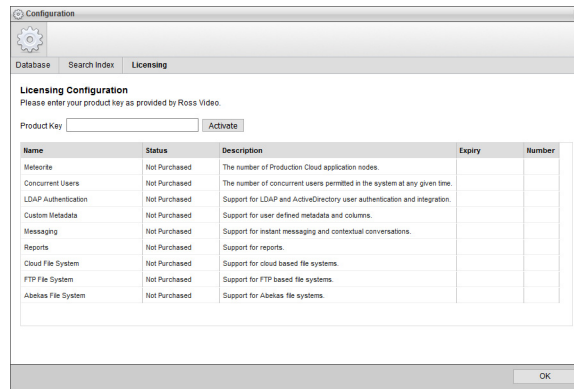 Configuration
Database Search Index Licensing
Licensing Configuration
Please enter your product key as provided by Ross Video.
Product Key Activate
Name Status Description Expiry Number
Meteorite Not Purchased The number of Production Cloud application nodes.
Concurrent Users Not Purchased The number of concurrent users permitted in the system at any given time.
LDAP Authentication Not Purchased Support for LDAP and ActiveDirectory user authentication and integration.
Custom Metadata Not Purchased Support for user defined metadata and columns.
Messaging Not Purchased Support for instant messaging and contextual conversations.
Reports Not Purchased Support for reports.
Cloud File System Not Purchased Support for cloud based file systems.
FTP File System Not Purchased Support for FTP based file systems.
Abekas File System Not Purchased Support for Abekas file systems.
OK